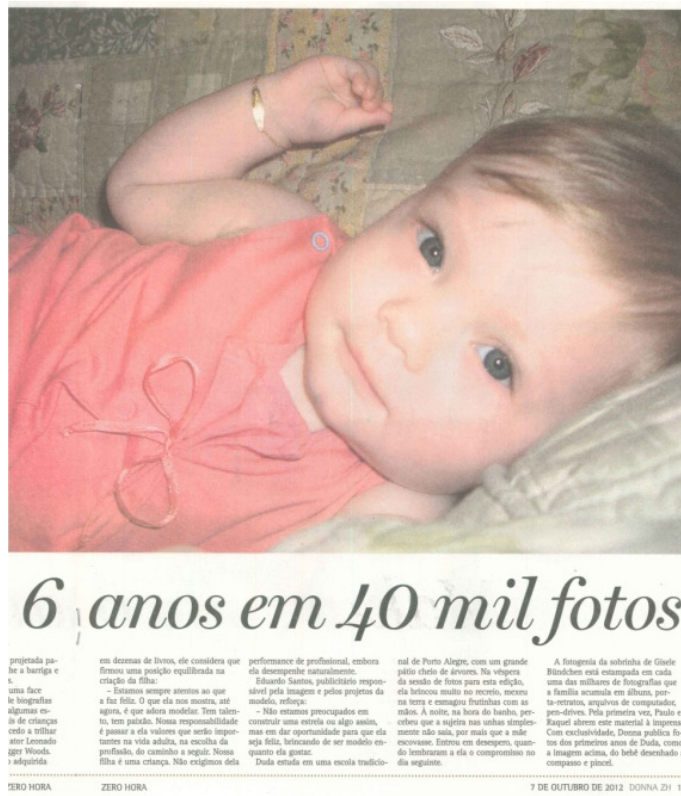 6 anos em 40 mil fotos
projetada pa-
he a barriga e
s.
uma face
le biografias
algumas es-
is de crianças
cedo a trilhar
ator Leonado
gger Woods.
o adquirida
em dezenas de livros, ele considera que
firmou uma posição equilibrada na
criação da filha:
– Estamos sempre atentos ao que
a faz feliz. O que ela nos mostra, até
agora, é que adora modelar. Tem talen-
to, tem paixão. Nossa responsabilidade
é passar a ela valores que serão impor-
tantes na vida adulta, na escolha da
profissão, do caminho a seguir. Nossa
filha é uma criança. Não exigimos dela
performance de profissional, embora
ela desempenhe naturalmente.
Eduardo Santos, publicitário respon-
sável pela imagem e pelos projetos da
modelo, reforça:
– Não estamos preocupados em
construir uma estrela ou algo assim,
mas em dar oportunidade para que ela
seja feliz, brincando de ser modelo en-
quanto ela gostar.
Duda estuda em uma escola tradicio-
nal de Porto Alegre, com um grande
pátio cheio de árvores. Na véspera
da sessão de fotos para esta edição,
ela brincou muito no recreio, mexeu
na terra e esmagou frutinhas com as
mãos. À noite, na hora do banho, per-
cebeu que a sujeira nas unhas simples-
mente não saía, por mais que a mãe
escovasse. Entrou em desespero, quan-
do lembraram a ela o compromisso no
dia seguinte.
A fotogenia da sobrinha de Gisele
Bündchen está estampada em cada
uma das milhares de fotografias que
a família acumula em álbuns, por-
ta-retratos, arquivos de computador,
pen-drives. Pela primeira vez, Paulo e
Raquel abrem este material à imprensa
Com exclusividade, Donna publica fo-
tos dos primeiros anos de Duda, como
a imagem acima, do bebê desenhado
compasso e pincel.
ZERO HORA
ZERO HORA
7 DE OUTUBRO DE 2012 DONNA ZH 1